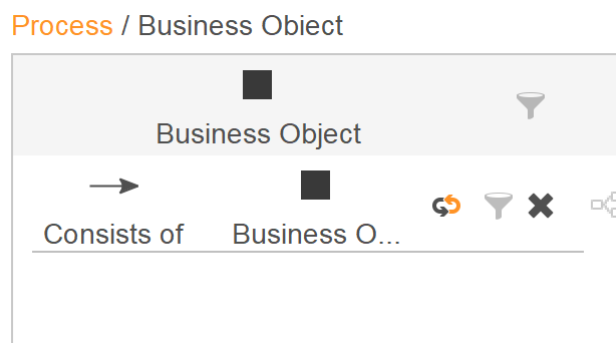 Process / Business Object
Business Object
Consists of Business O...